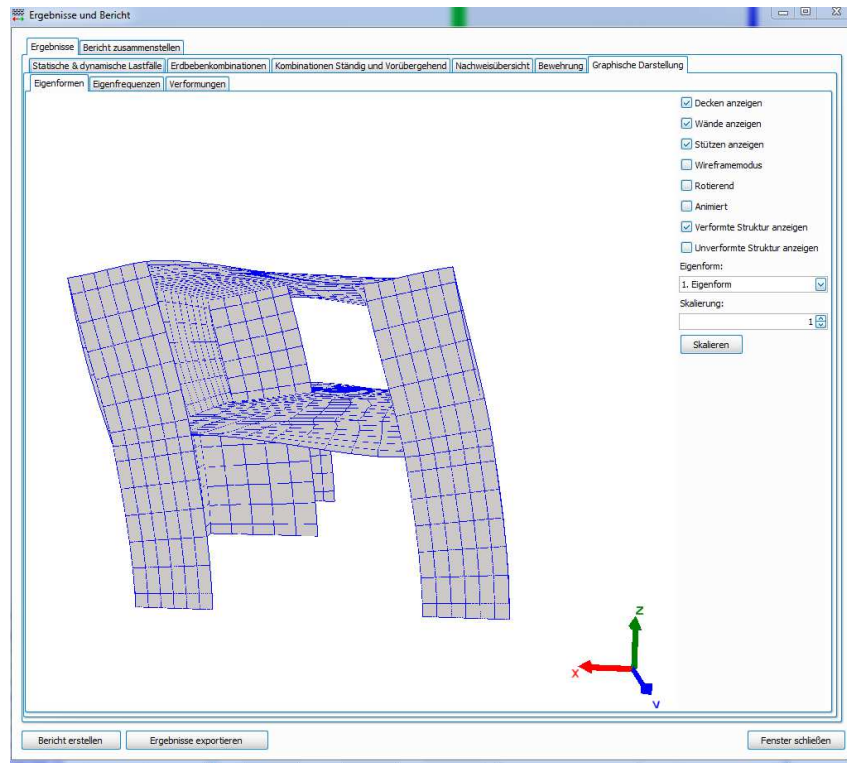 Ergebnisse und Bericht
Ergebnisse Bericht zusammenstellen
Statische & dynamische Lastfälle Erdbebenkombinationen Kombinationen Ständig und Vorübergehend Nachweisübersicht Bewehrung Graphische Darstellung
Eigenformen Eigenfrequenzen Verformungen
Decken anzeigen
Wände anzeigen
Stützen anzeigen
Wireframemodus
Rotierend
Animiert
Verformte Struktur anzeigen
Unverformte Struktur anzeigen
Eigenform:
1. Eigenform
Skalierung:
1
Skalieren
Z
X
Y
Bericht erstellen Ergebnisse exportieren Fenster schließen